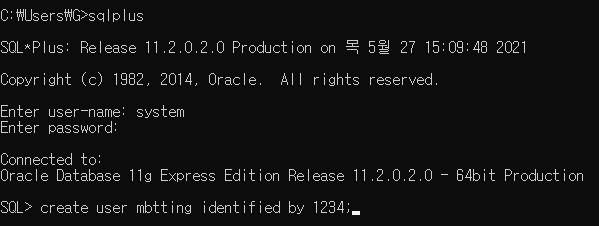 C:₩Users₩G>sqlplus
SQL*Plus: Release 11.2.0.2.0 Production on 목 5월 27 15:09:48 2021
Copyright (c) 1982, 2014, Oracle.  All rights reserved.
Enter user-name: system
Enter password:
Connected to:
Oracle Database 11g Express Edition Release 11.2.0.2.0 - 64bit Production
SQL> create user mbtting identified by 1234;